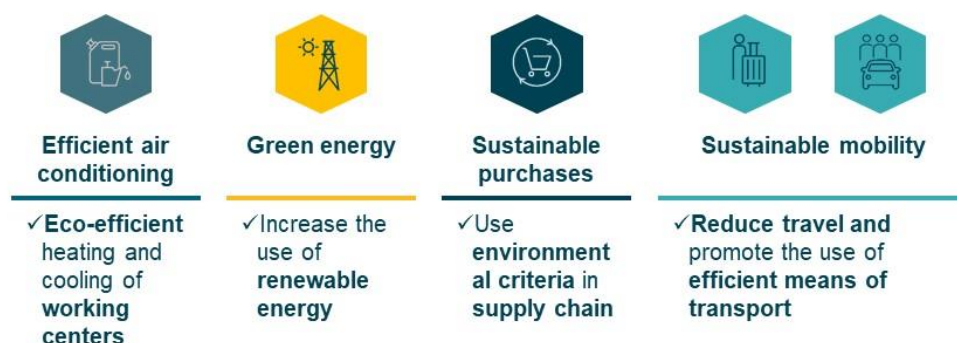 Efficient air
conditioning
✓Eco-efficient
heating and
cooling of
working
centers
Green energy
✓Increase the
use of
renewable
energy
Sustainable
purchases
✓Use
environment
al criteria in
supply chain
Sustainable mobility
✓Reduce travel and
promote the use of
efficient means of
transport